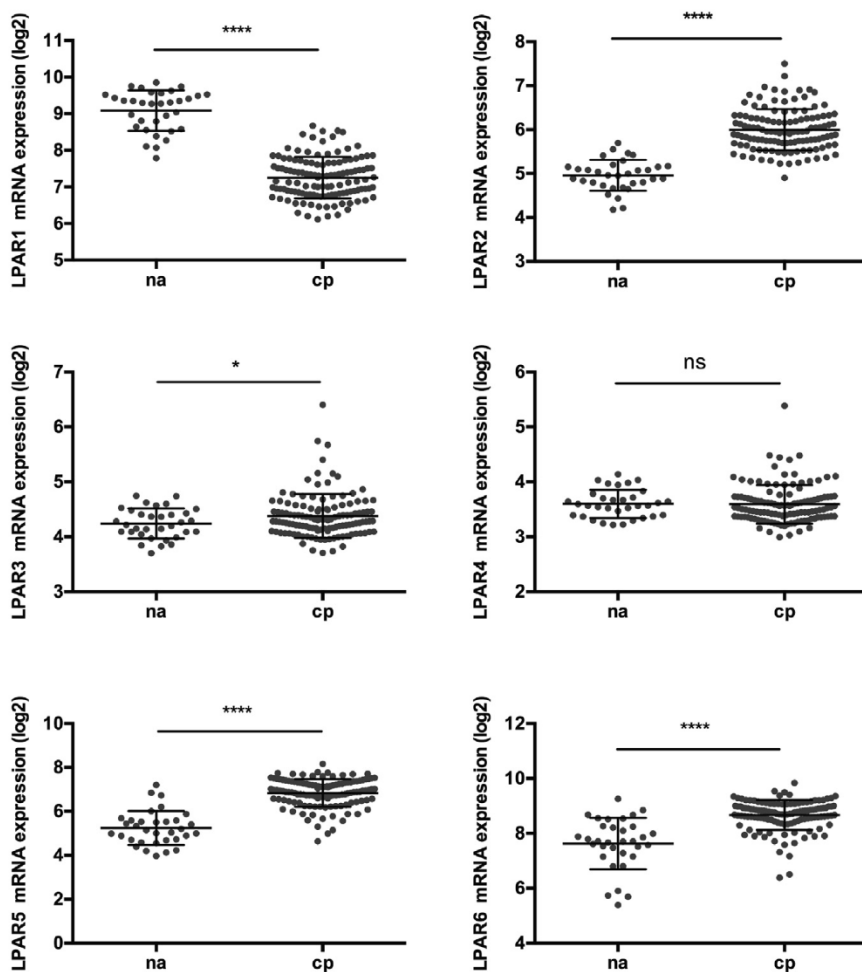 ****
LPAR1 mRNA expression (log2)
11
10
9
8
7
6
5
na
cp
****
LPAR2 mRNA expression (log2)
8
7
6
5
4
3
na
cp
*
LPAR3 mRNA expression (log2)
7
6
5
4
3
na
cp
ns
LPAR4 mRNA expression (log2)
6
5
4
3
2
na
cp
****
LPAR5 mRNA expression (log2)
10
8
6
4
2
0
na
cp
****
LPAR6 mRNA expression (log2)
12
10
8
6
4
na
cp